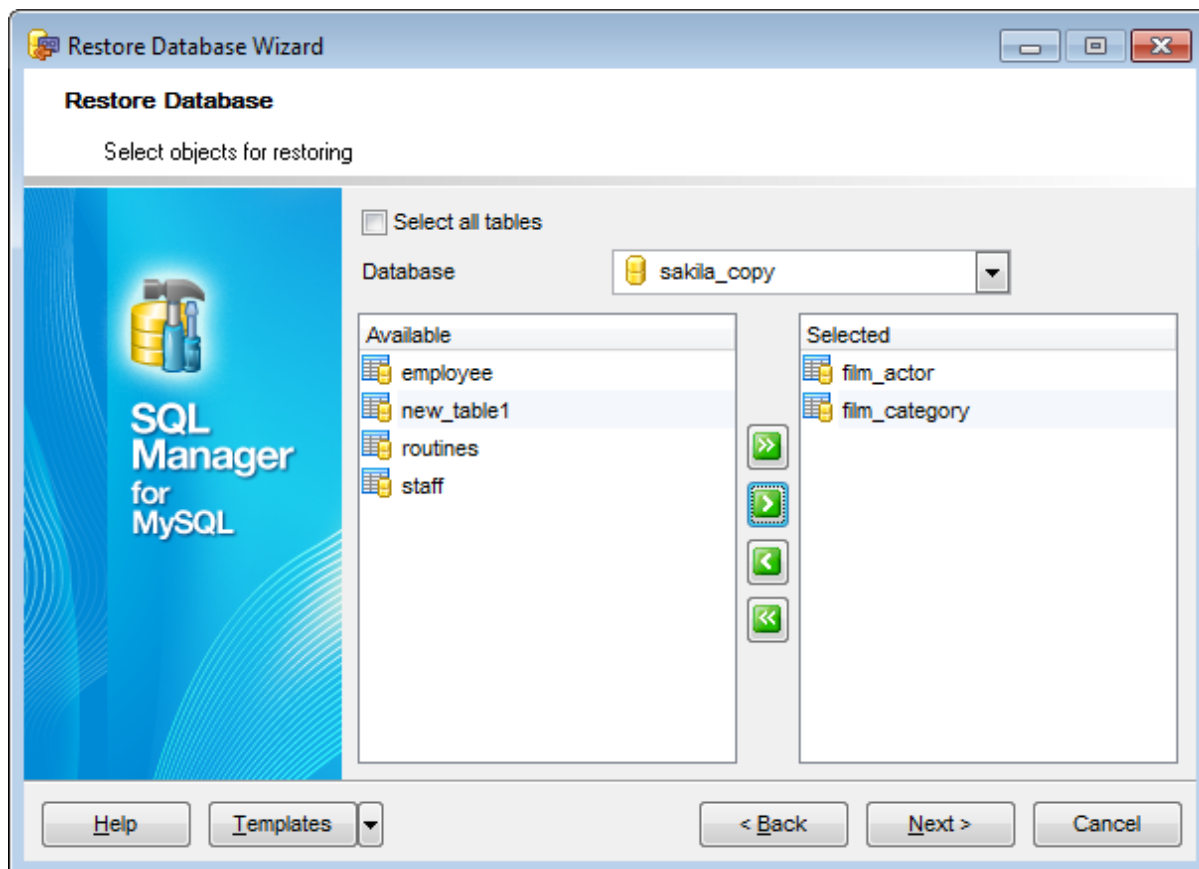 Restore Database Wizard
Restore Database
Select objects for restoring
Select all tables
Database
sakila_copy
Available
employee
new_table1
routines
staff
Selected
film_actor
film_category
SQL
Manager
for
MySQL
Help
Templates
< Back
Next >
Cancel